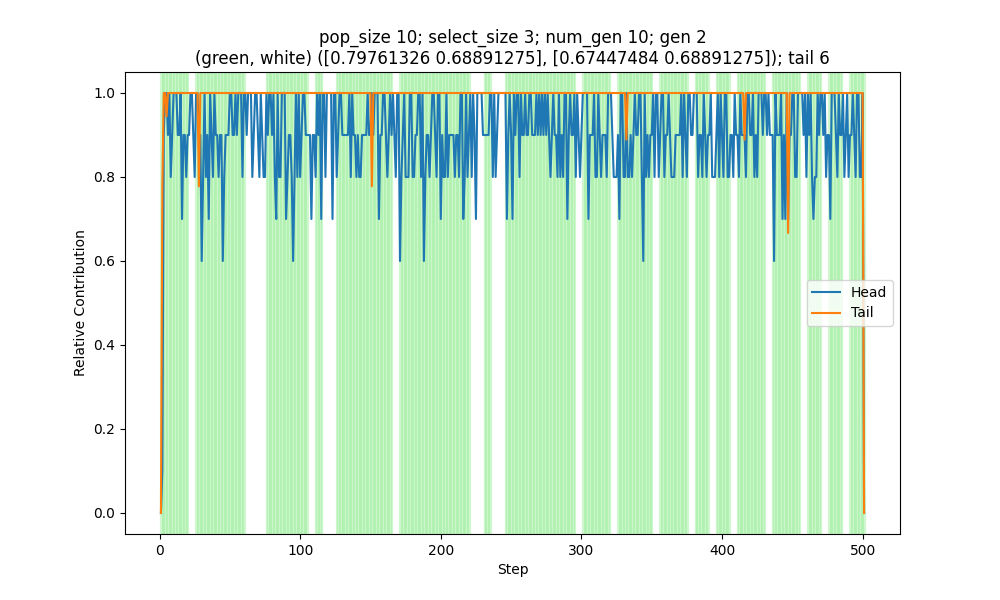 pop_size 10; select_size 3; num_gen 10; gen 2
(green, white) ([0.79761326 0.68891275], [0.67447484 0.68891275]); tail 6
Relative Contribution
1.0
0.8
0.6
0.4
0.2
0.0
Head
Tail
0
100
200
300
400
500
Step